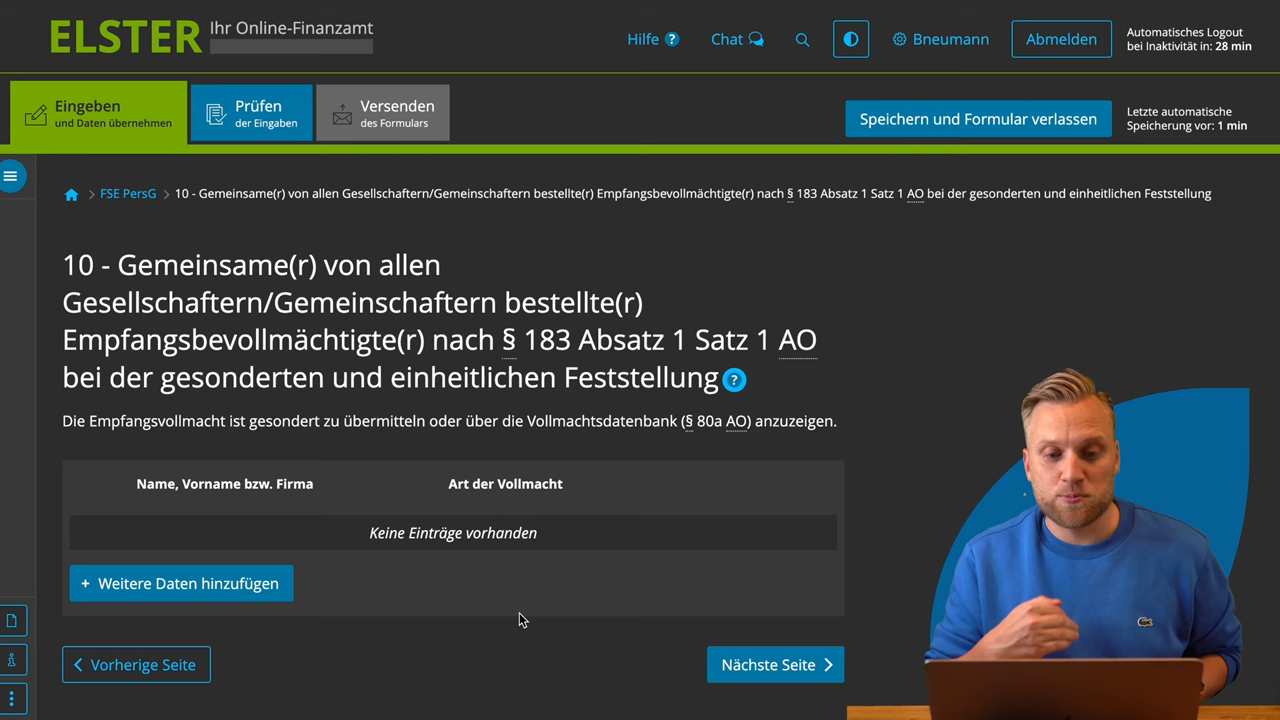 ELSTER
Ihr Online-Finanzamt
Hilfe ?
Chat
Bneumann
Abmelden
Automatisches Logout
bei Inaktivität in: 28 min
Eingeben
und Daten übernehmen
Prüfen
der Eingaben
Versenden
des Formulars
Speichern und Formular verlassen
Letzte automatische
Speicherung vor: 1 min
FSE PersG
10 - Gemeinsame(r) von allen Gesellschaftern/Gemeinschaftern bestellte(r) Empfangsbevollmächtigte(r) nach § 183 Absatz 1 Satz 1 AO bei der gesonderten und einheitlichen Feststellung
10 - Gemeinsame(r) von allen
Gesellschaftern/Gemeinschaftern bestellte(r)
Empfangsbevollmächtigte(r) nach § 183 Absatz 1 Satz 1 AO
bei der gesonderten und einheitlichen Feststellung ?
Die Empfangsvollmacht ist gesondert zu übermitteln oder über die Vollmachtsdatenbank (§ 80a AO) anzuzeigen.
Name, Vorname bzw. Firma
Art der Vollmacht
Keine Einträge vorhanden
+ Weitere Daten hinzufügen
Vorherige Seite
Nächste Seite